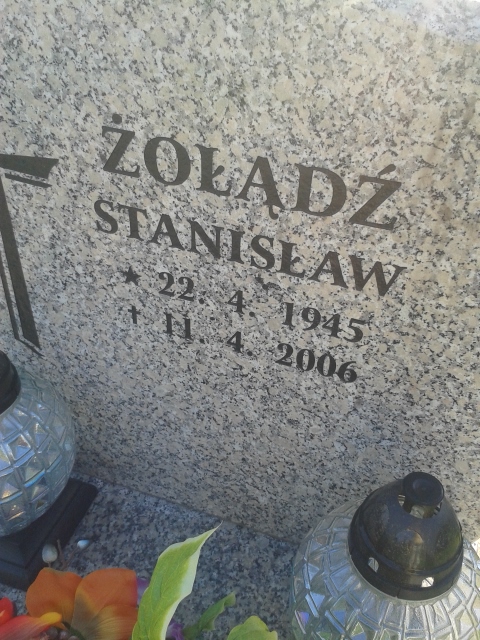 ŻOŁĄDŹ
STANISŁAW
★ 22. 4. 1945
✝ 11. 4. 2006